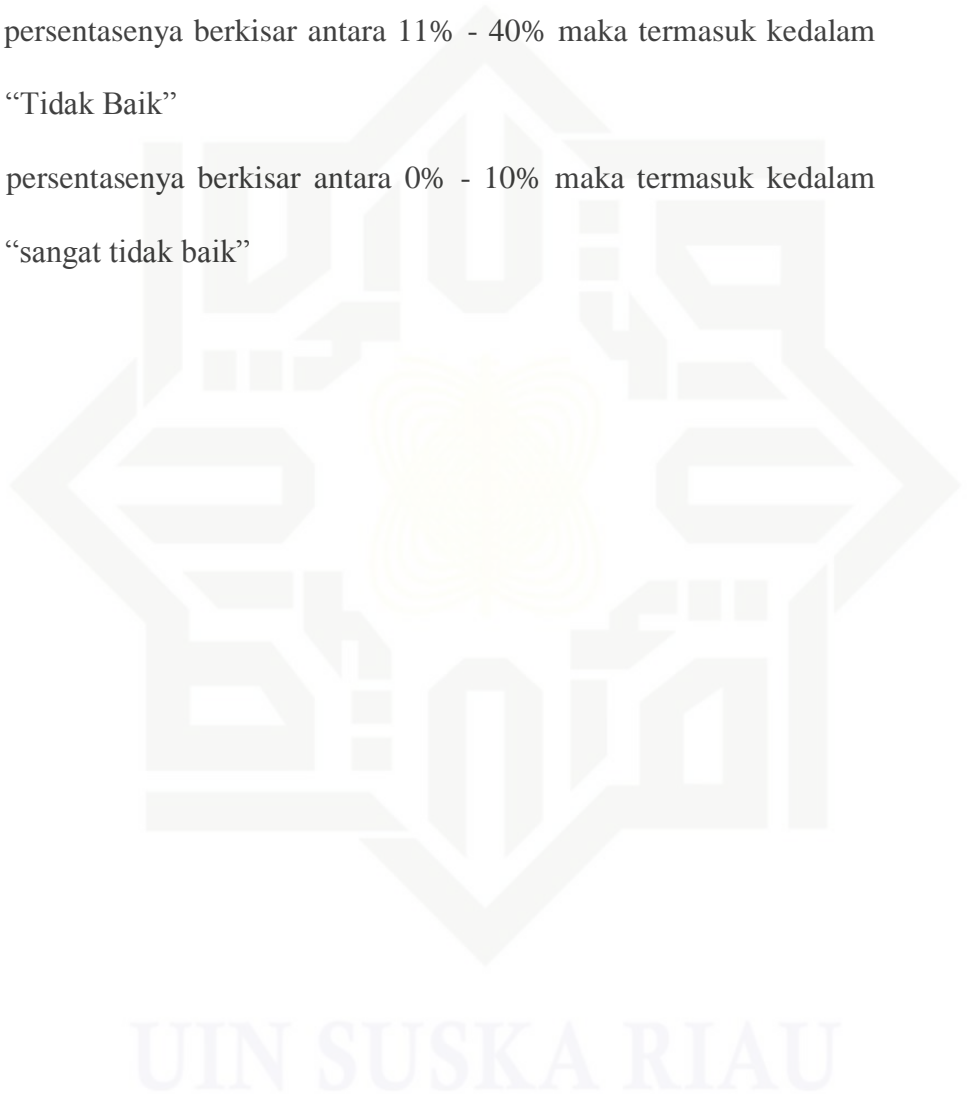 persentasenya berkisar antara 11% - 40% maka termasuk kedalam
“Tidak Baik”
persentasenya berkisar antara 0% - 10% maka termasuk kedalam
“sangat tidak baik”
UIN SUSKA RIAU